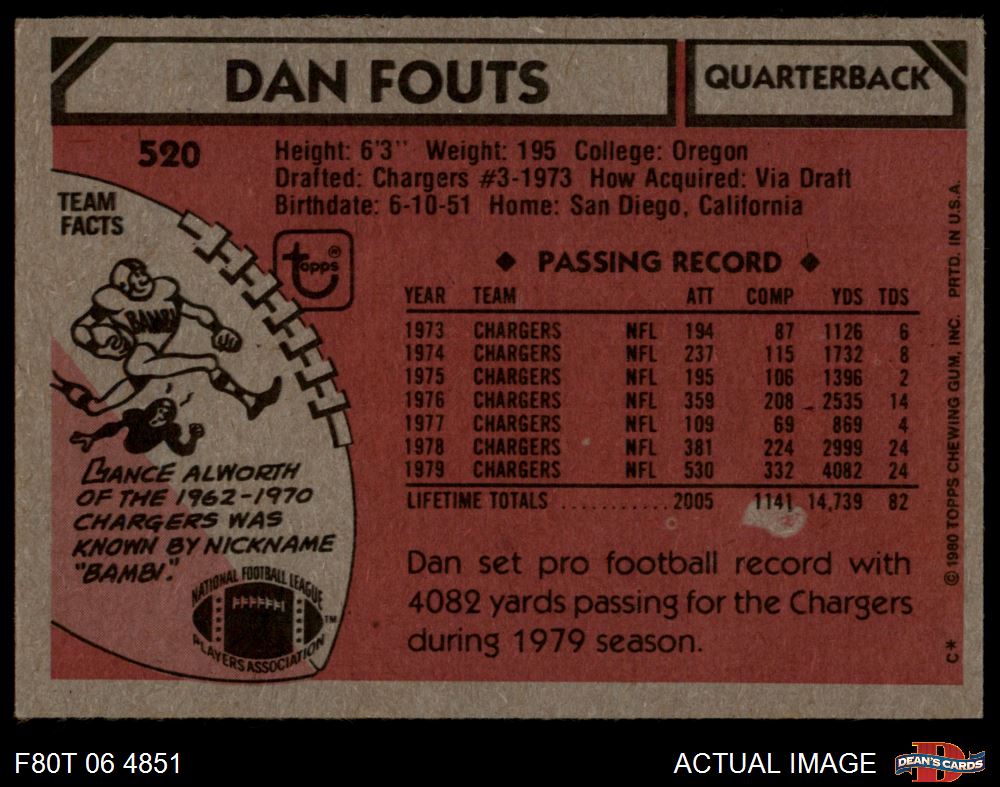 DAN FOUTS
QUARTERBACK
520
Height: 6'3" Weight: 195 College: Oregon
Drafted: Chargers #3-1973 How Acquired: Via Draft
Birthdate: 6-10-51 Home: San Diego, California
TEAM
FACTS
BAMBI
topps®
◆ PASSING RECORD ◆
YEAR TEAM ATT COMP YDS TDS
1973 CHARGERS NFL 194 87 1126 6
1974 CHARGERS NFL 237 115 1732 8
1975 CHARGERS NFL 195 106 1396 2
1976 CHARGERS NFL 359 208 2535 14
1977 CHARGERS NFL 109 69 869 4
1978 CHARGERS NFL 381 224 2999 24
1979 CHARGERS NFL 530 332 4082 24
LIFETIME TOTALS ........... 2005 1141 14,739 82
Dan set pro football record with
4082 yards passing for the Chargers
during 1979 season.
LANCE ALWORTH
OF THE 1962-1970
CHARGERS WAS
KNOWN BY NICKNAME
"BAMBI."
NATIONAL FOOTBALL LEAGUE
PLAYERS ASSOCIATION
TM
© 1980 TOPPS CHEWING GUM, INC. PRTD. IN U.S.A.
C*
F80T 06 4851
ACTUAL IMAGE
D
DEAN'S CARDS